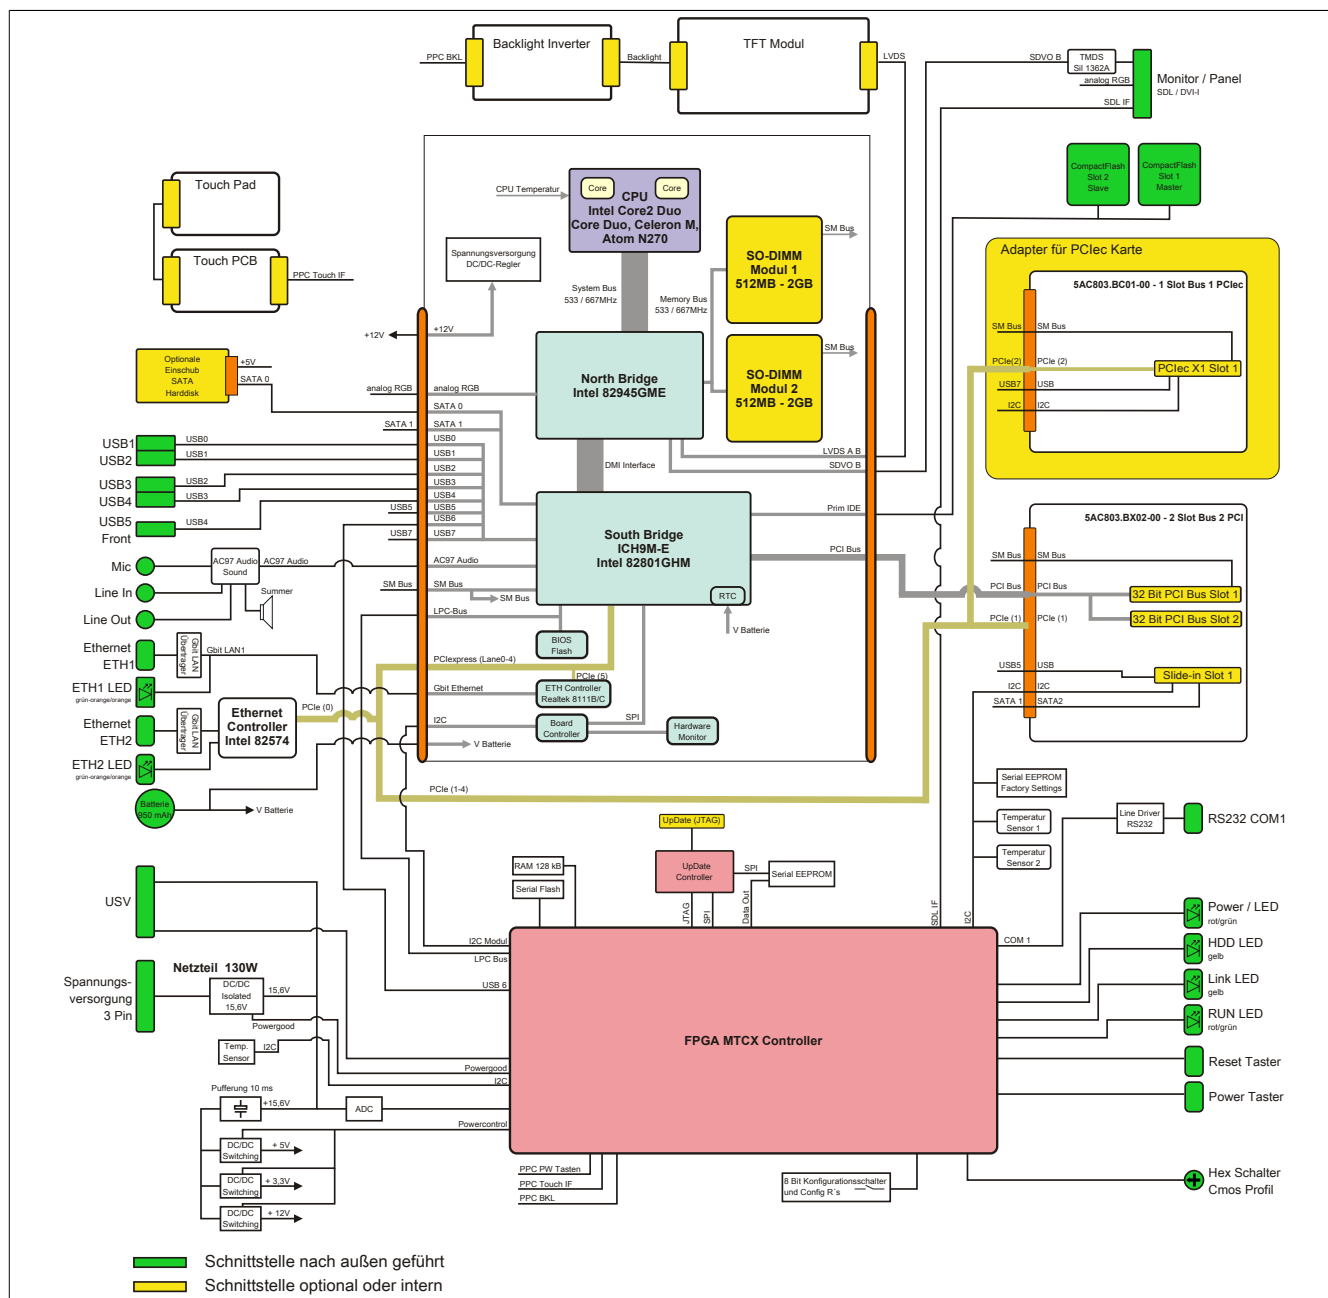 Backlight Inverter
TFT Modul
PPC BKL
Backlight
LVDS
SDVO B
TMDS
Sil 1362A
analog RGB
SDL IF
Monitor / Panel
SDL / DVI-I
CompactFlash
Slot 2
Slave
CompactFlash
Slot 1
Master
Touch Pad
Touch PCB
PPC Touch IF
CPU Temperatur
Core
Core
CPU
Intel Core2 Duo
Core Duo, Celeron M,
Atom N270
Spannungsversorgung
DC/DC-Regler
System Bus
533 / 667MHz
Memory Bus
533 / 667MHz
SO-DIMM
Modul 1
512MB - 2GB
SM Bus
SO-DIMM
Modul 2
512MB - 2GB
SM Bus
Adapter für PCIec Karte
5AC803.BC01-00 - 1 Slot Bus 1 PCIec
SM Bus
SM Bus
PCIe(2)
PCIe (2)
PCIec X1 Slot 1
USB7
USB
I2C
I2C
+12V
+12V
Optionale
Einschub
SATA
Harddisk
+5V
SATA 0
analog RGB
analog RGB
North Bridge
Intel 82945GME
SATA 0
SATA 1
SATA 1
USB1
USB0
USB0
USB2
USB1
USB1
USB3
USB2
USB2
USB4
USB3
USB3
USB5
Front
USB4
USB4
USB5
USB5
USB6
USB7
USB7
DMI Interface
LVDS A B
SDVO B
South Bridge
ICH9M-E
Intel 82801GHM
RTC
V Batterie
Prim IDE
PCI Bus
5AC803.BX02-00 - 2 Slot Bus 2 PCI
SM Bus
SM Bus
PCI Bus
PCI Bus
32 Bit PCI Bus Slot 1
PCIe (1)
PCIe (1)
32 Bit PCI Bus Slot 2
USB5
USB
Slide-in Slot 1
I2C
I2C
SATA 1
SATA2
Mic
AC97 Audio
Sound
AC97 Audio
AC97 Audio
Line In
Summer
Line Out
SM Bus
SM Bus
SM Bus
LPC-Bus
BIOS
Flash
Ethernet
ETH1
Gbit LAN
Übertrager
Gbit LAN1
PCIexpress (Lane0-4)
PCIe (5)
Gbit Ethernet
ETH Controller
Realtek 8111B/C
ETH1 LED
grün-orange/orange
Ethernet
Controller
Intel 82574
PCIe (0)
Ethernet
ETH2
Gbit LAN
Übertrager
I2C
SPI
Board
Controller
Hardware
Monitor
V Batterie
ETH2 LED
grün-orange/orange
Batterie
950 mAh
V Batterie
PCIe (1-4)
Serial EEPROM
Factory Settings
Temperatur
Sensor 1
Temperatur
Sensor 2
Line Driver
RS232
RS232 COM1
UpDate (JTAG)
UpDate
Controller
SPI
Serial EEPROM
RAM 128 kB
Serial Flash
JTAG
SPI
Data Out
SDL IF
I2C
USV
I2C Modul
LPC Bus
USB 6
COM 1
Power / LED
rot/grün
HDD LED
gelb
Link LED
gelb
RUN LED
rot/grün
Reset Taster
Power Taster
Netzteil 130W
Spannungs-
versorgung
3 Pin
DC/DC
Isolated
15,6V
15,6V
Powergood
Temp.
Sensor
I2C
FPGA MTCX Controller
Powergood
I2C
Pufferung 10 ms
+15,6V
ADC
Powercontrol
DC/DC
Switching
+ 5V
DC/DC
Switching
+ 3,3V
DC/DC
Switching
+ 12V
PPC PW Tasten
PPC Touch IF
PPC BKL
8 Bit Konfigurationsschalter
und Config R´s
Hex Schalter
Cmos Profil
Schnittstelle nach außen geführt
Schnittstelle optional oder intern